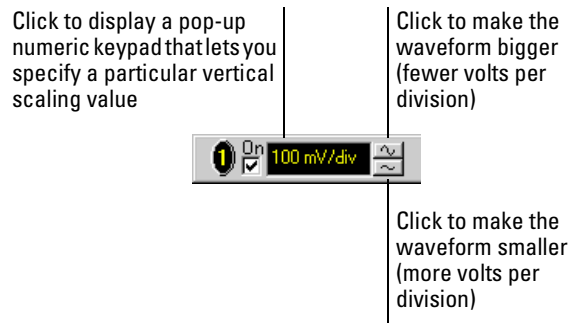 Click to display a pop-up
numeric keypad that lets you
specify a particular vertical
scaling value
Click to make the
waveform bigger
(fewer volts per
division)
1 On 100 mV/div
Click to make the
waveform smaller
(more volts per
division)